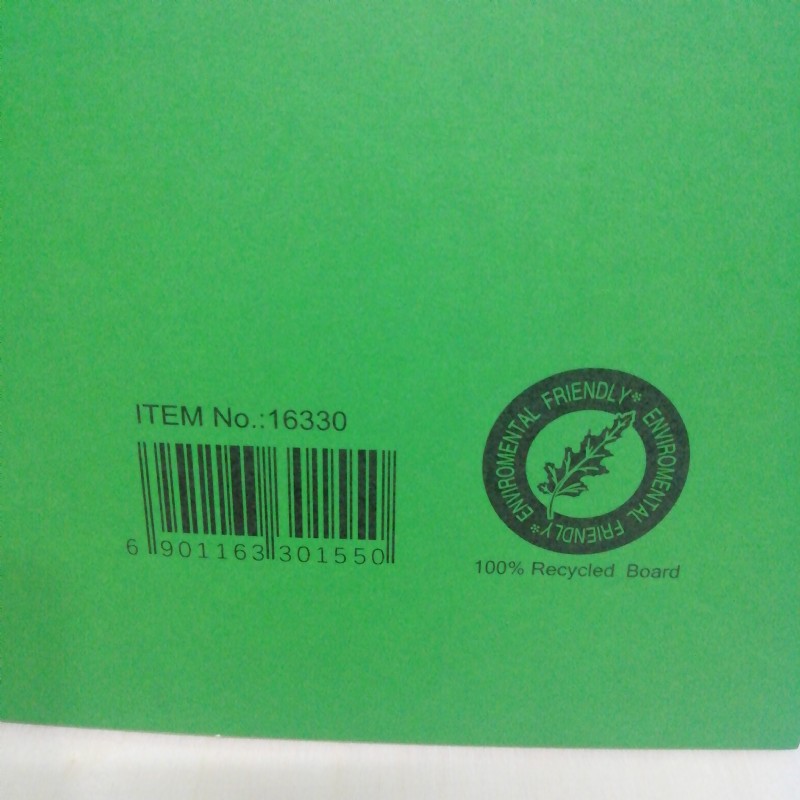 ITEM No.:16330
6 901163 301550
ENVIROMENTAL FRIENDLY* ENVIROMENTAL FRIENDLY*
100% Recycled Board